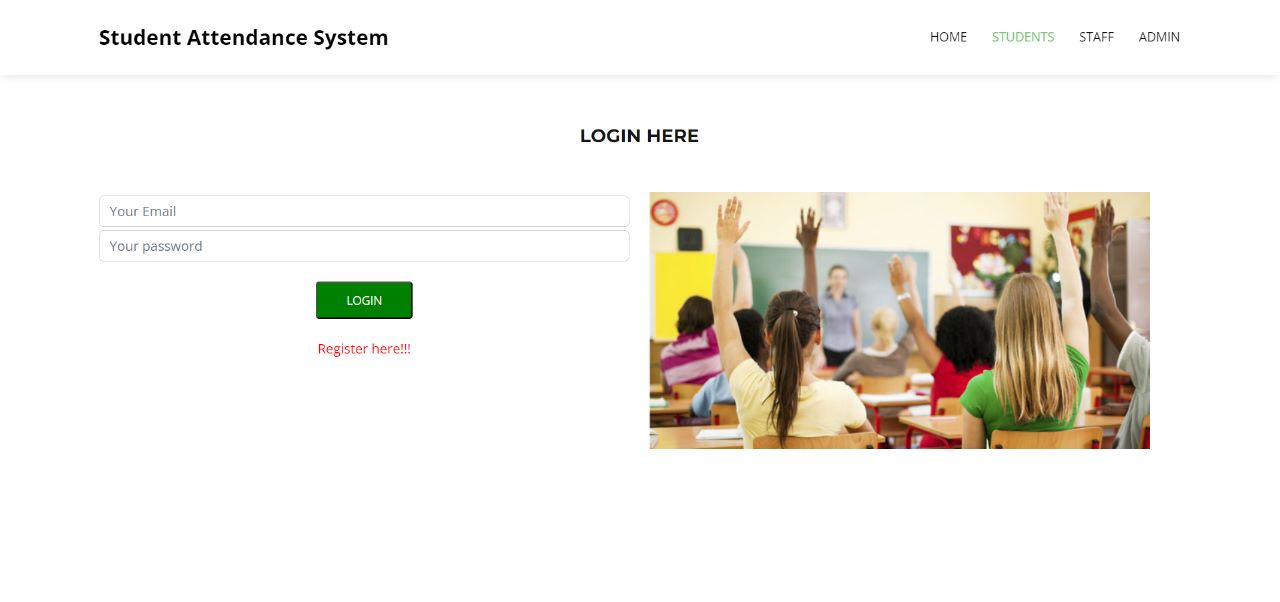 Student Attendance System
HOME STUDENTS STAFF ADMIN
LOGIN HERE
Your Email
Your password
LOGIN
Register here!!!